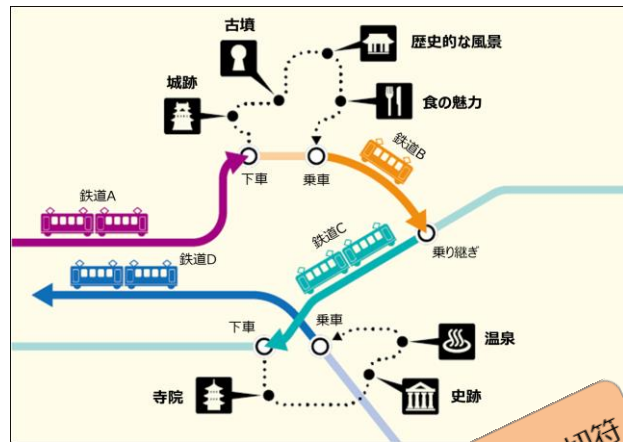 古墳
歴史的な風景
城跡
食の魅力
鉄道B
下車
乗車
鉄道A
鉄道C
乗り継ぎ
鉄道D
下車
乗車
温泉
寺院
史跡
切符